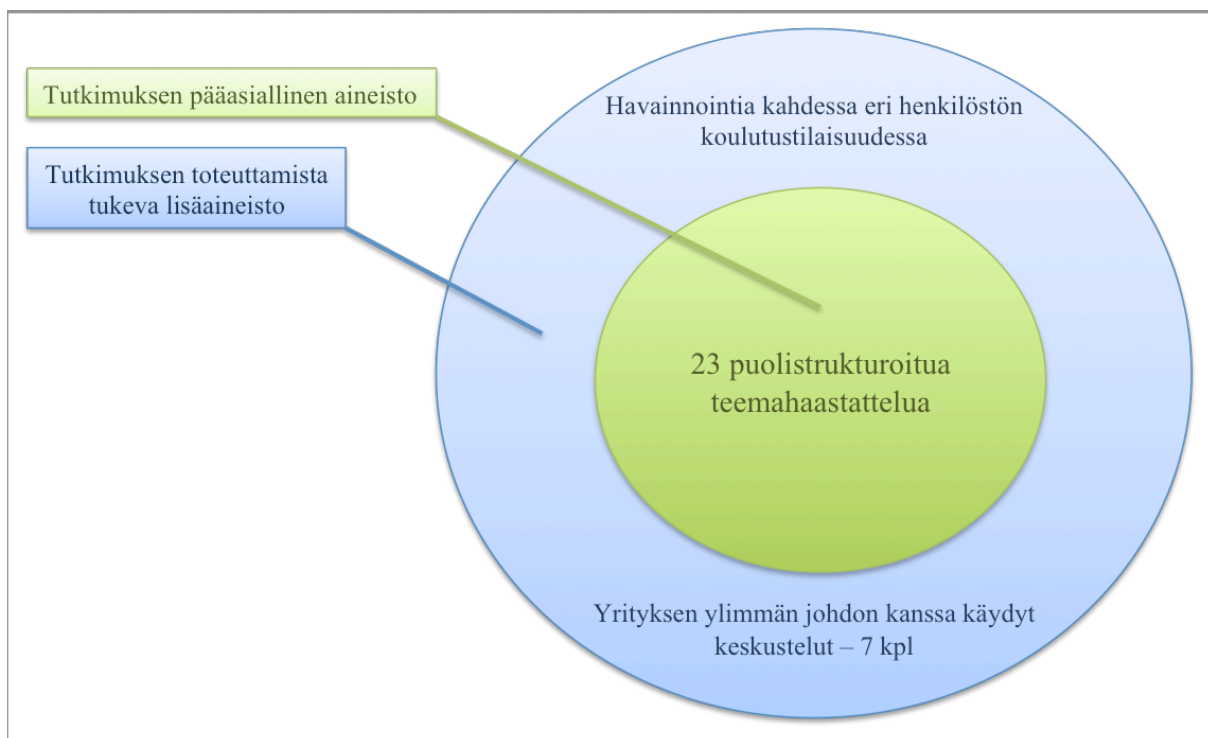 Tutkimuksen pääasiallinen aineisto
Tutkimuksen toteuttamista
tukeva lisäaineisto
Havainnointia kahdessa eri henkilöstön
koulutustilaisuudessa
23 puolistrukturoitua
teemahaastattelua
Yrityksen ylimmän johdon kanssa käydyt
keskustelut – 7 kpl